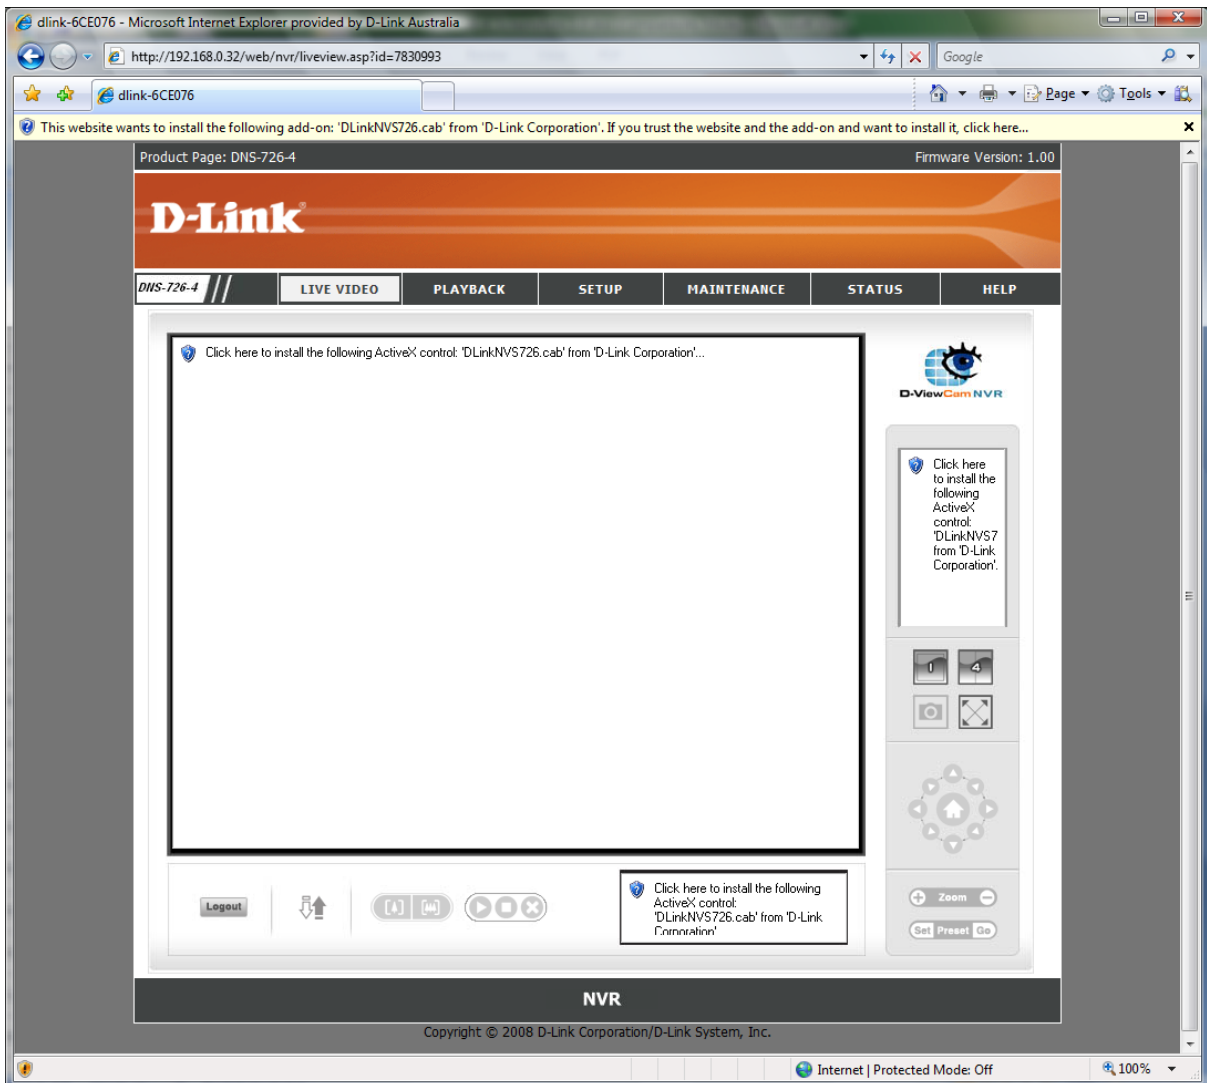 dlink-6CE076 - Microsoft Internet Explorer provided by D-Link Australia
http://192.168.0.32/web/nvr/liveview.asp?id=7830993
Google
dlink-6CE076
Page
Tools
This website wants to install the following add-on: 'DLinkNVS726.cab' from 'D-Link Corporation'. If you trust the website and the add-on and want to install it, click here...
Product Page: DNS-726-4
Firmware Version: 1.00
D-Link®
DNS-726-4
LIVE VIDEO
PLAYBACK
SETUP
MAINTENANCE
STATUS
HELP
Click here to install the following ActiveX control: 'DLinkNVS726.cab' from 'D-Link Corporation'...
D-ViewCam NVR
Click here
to install the
following
ActiveX
control:
'DLinkNVS7
from 'D-Link
Corporation'.
1
4
Logout
Click here to install the following
ActiveX control:
'DLinkNVS726.cab' from 'D-Link
Corporation'
Zoom
Set Preset Go
NVR
Copyright © 2008 D-Link Corporation/D-Link System, Inc.
Internet | Protected Mode: Off
100%